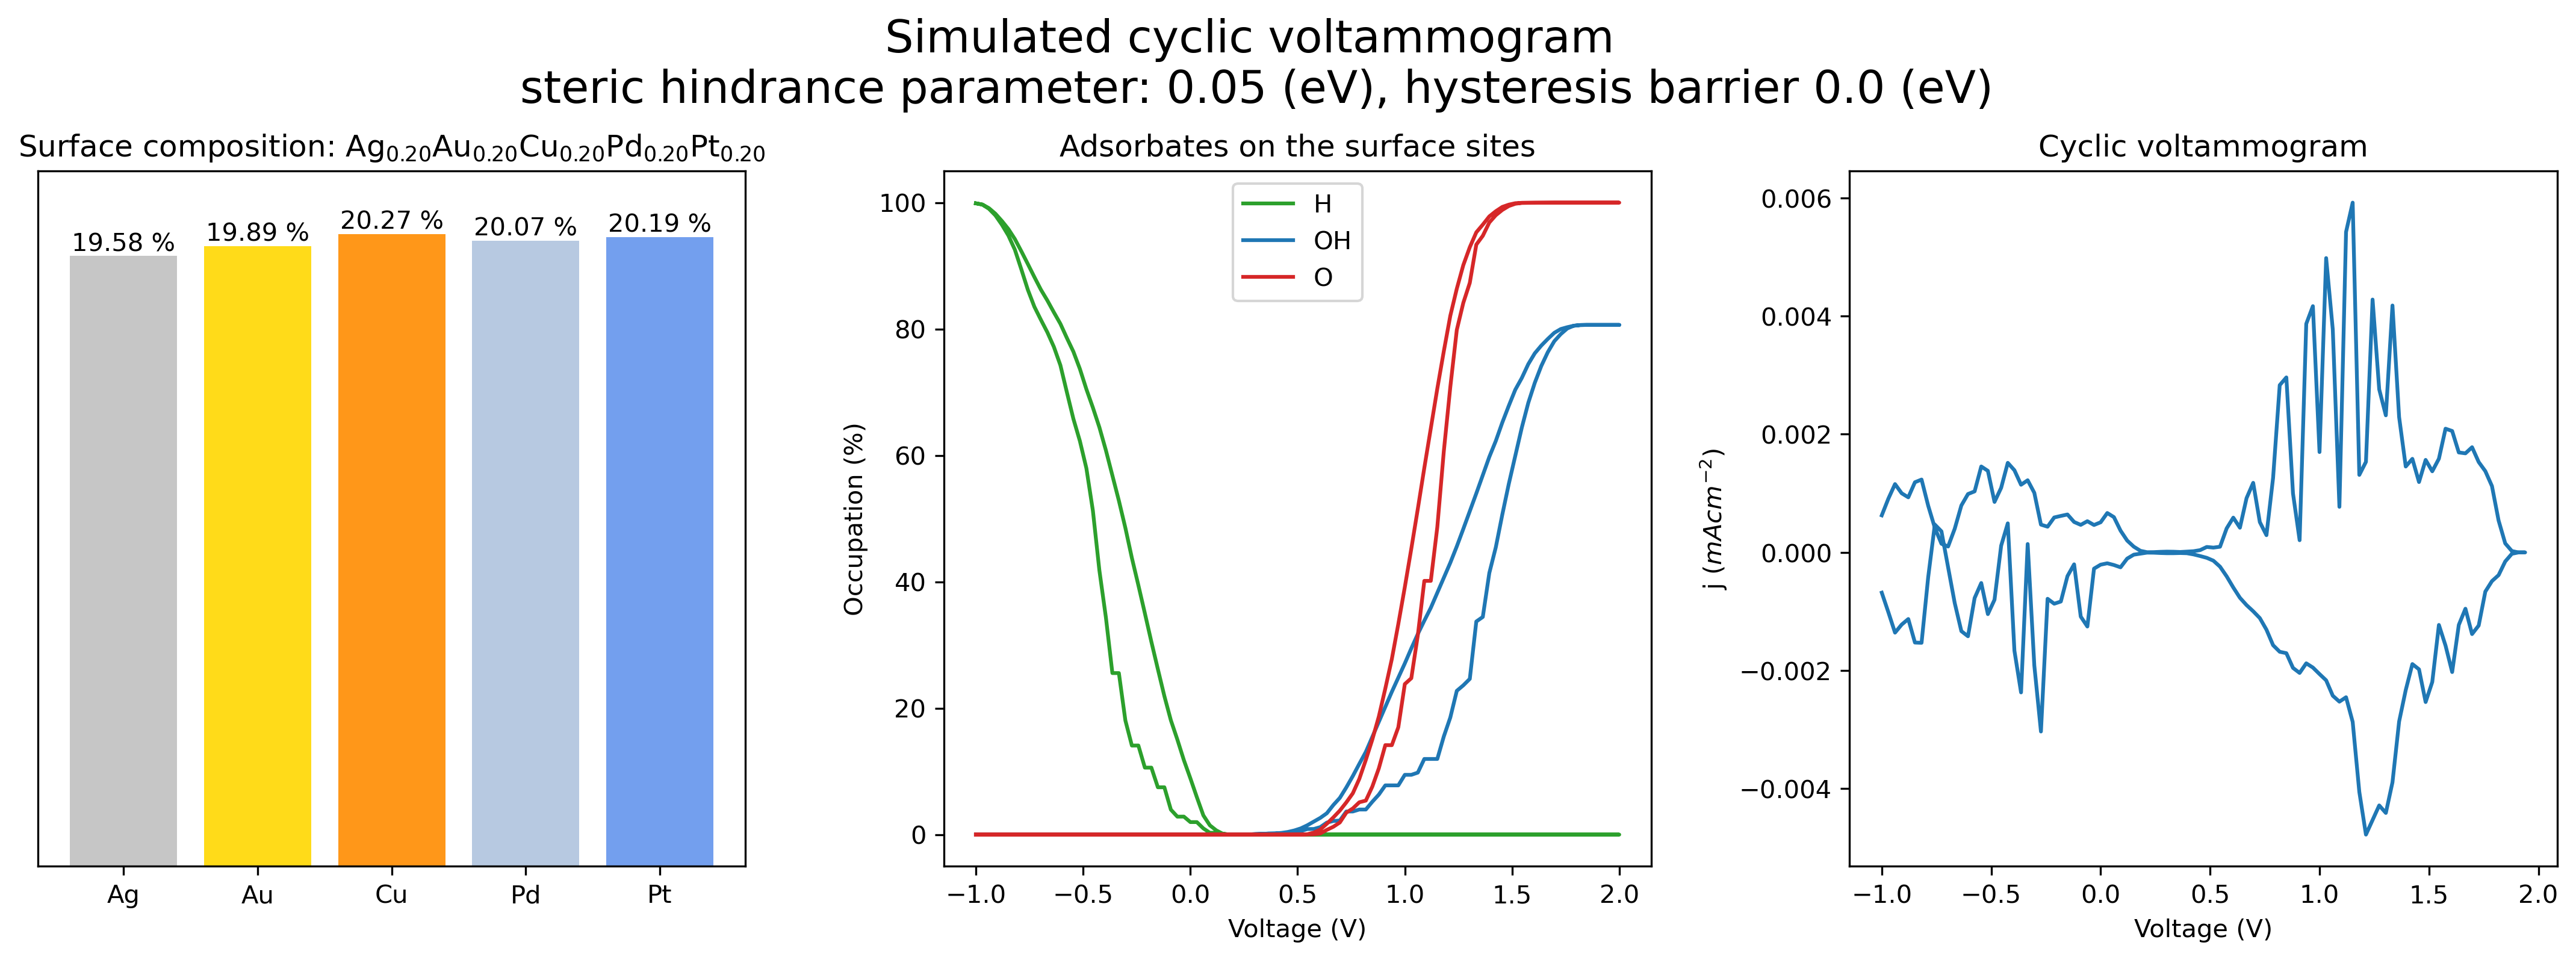 Simulated cyclic voltammogram
steric hindrance parameter: 0.05 (eV), hysteresis barrier 0.0 (eV)
Surface composition: Ag₀.₂₀Au₀.₂₀Cu₀.₂₀Pd₀.₂₀Pt₀.₂₀
19.58 %
19.89 %
20.27 %
20.07 %
20.19 %
Ag
Au
Cu
Pd
Pt
Adsorbates on the surface sites
H
OH
O
Occupation (%)
100
80
60
40
20
0
−1.0
−0.5
0.0
0.5
1.0
1.5
2.0
Voltage (V)
Cyclic voltammogram
j (mAcm⁻²)
0.006
0.004
0.002
0.000
−0.002
−0.004
−1.0
−0.5
0.0
0.5
1.0
1.5
2.0
Voltage (V)